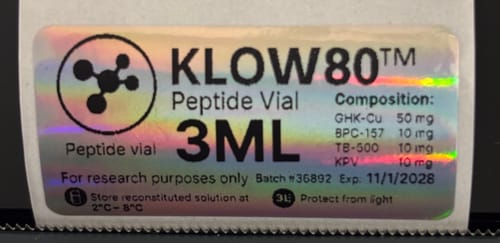 KLOW80™
Peptide Vial
3ML
Composition:
GHK-Cu 50 mg
BPC-157 10 mg
TB-500 10 mg
KPV 10 mg
Peptide vial
For research purposes only Batch #36892 Exp: 11/1/2028
Store reconstituted solution at
2°C – 8°C
3L Protect from light